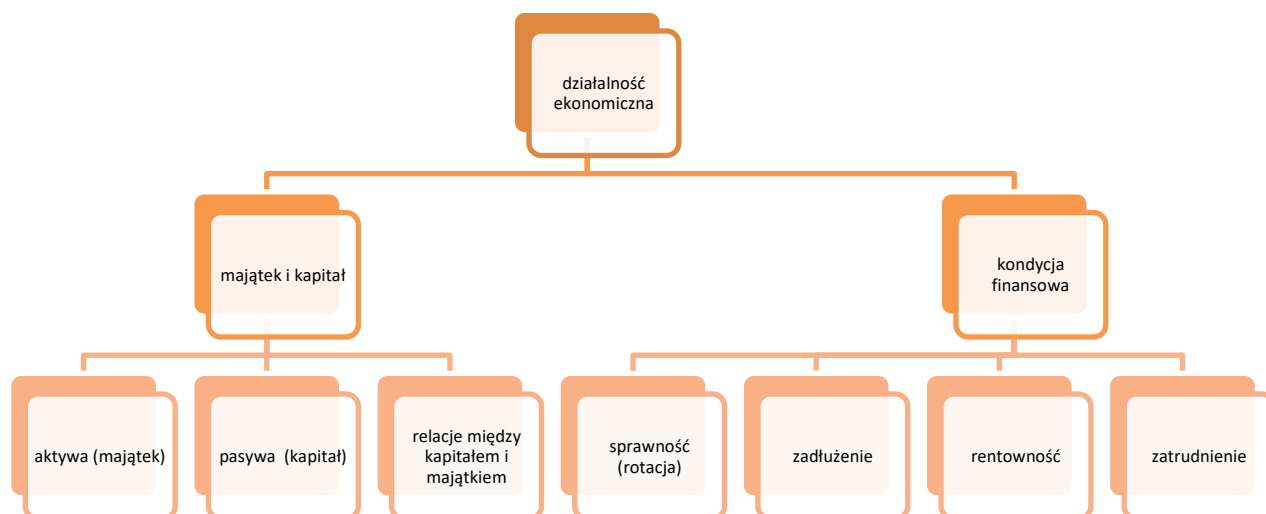 działalność
ekonomiczna
majątek i kapitał
kondycja
finansowa
aktywa (majątek)
pasywa (kapitał)
relacje między
kapitałem i
majątkiem
sprawność
(rotacja)
zadłużenie
rentowność
zatrudnienie